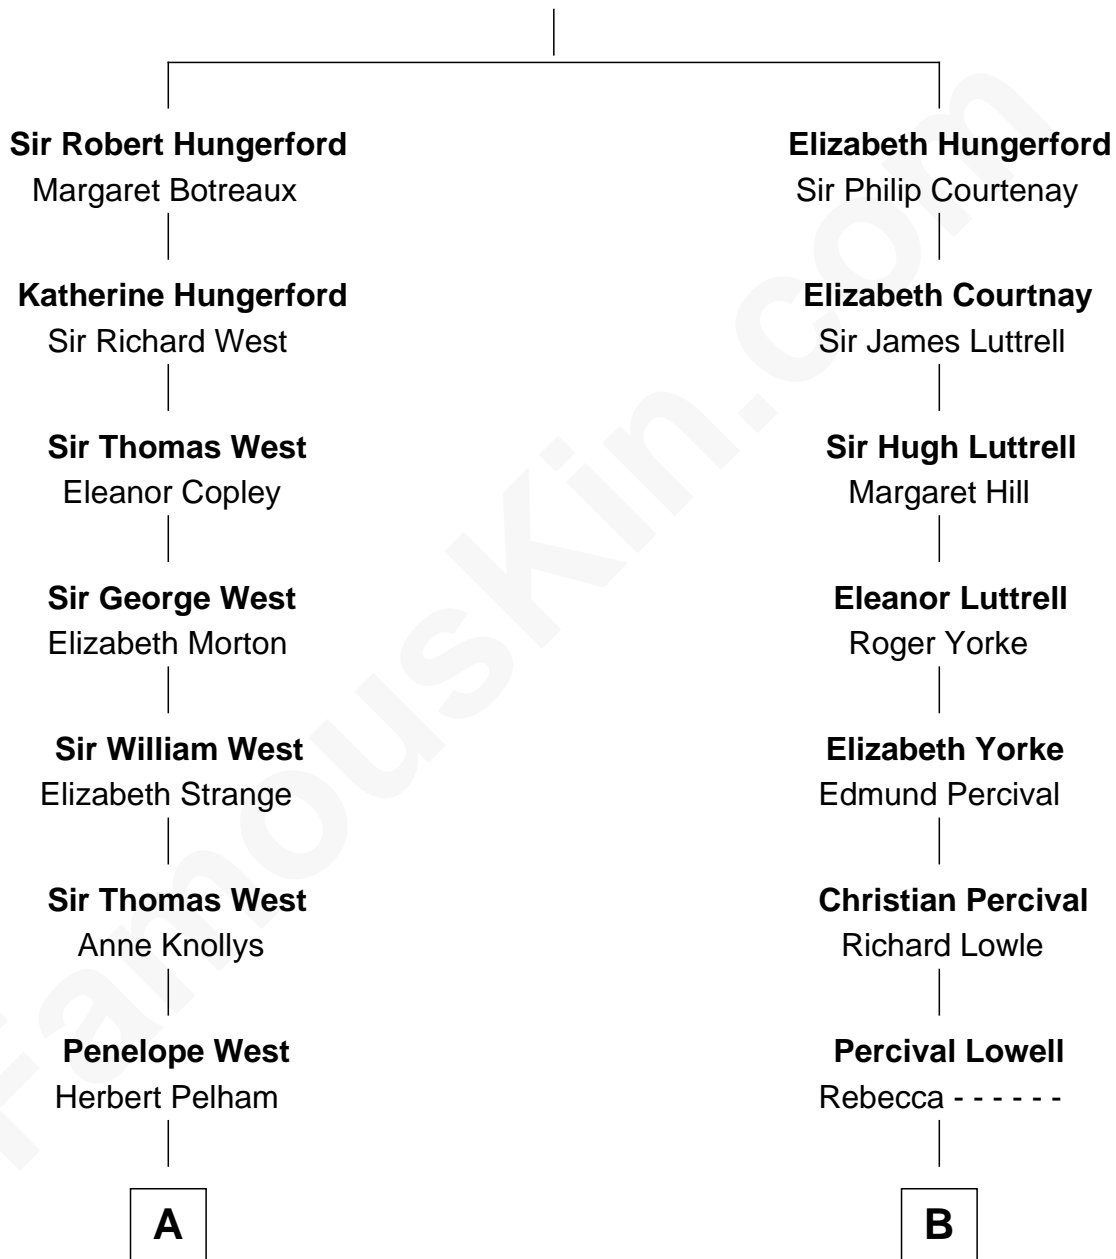 Sir Robert Hungerford
Margaret Botreaux
Katherine Hungerford
Sir Richard West
Sir Thomas West
Eleanor Copley
Sir George West
Elizabeth Morton
Sir William West
Elizabeth Strange
Sir Thomas West
Anne Knollys
Penelope West
Herbert Pelham
A
Elizabeth Hungerford
Sir Philip Courtenay
Elizabeth Courtnay
Sir James Luttrell
Sir Hugh Luttrell
Margaret Hill
Eleanor Luttrell
Roger Yorke
Elizabeth Yorke
Edmund Percival
Christian Percival
Richard Lowle
Percival Lowell
Rebecca - - - - - -
B
FamousKin.com